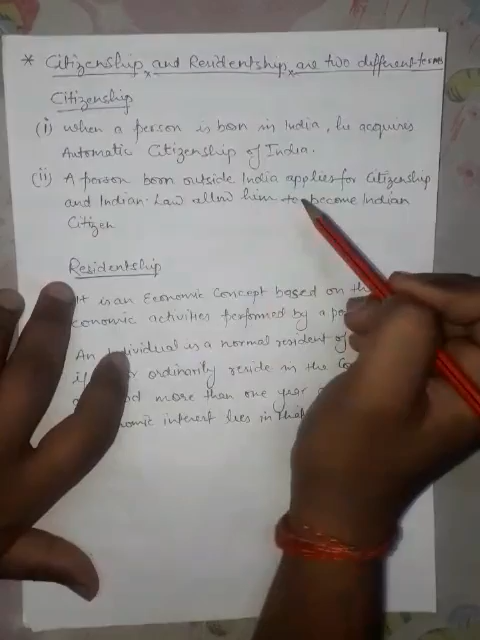 * Citizenship and Residentship are two different terms
Citizenship
(i) When a person is born in India, he acquires
Automatic Citizenship of India.
(ii) A person born outside India applies for Citizenship
and Indian Law allow him to become Indian
Citizen
Residentship
It is an Economic Concept based on the
economic activities performed by a
An Individual is a normal resident of
ordinarily reside in the
more than one year
interest lies in that